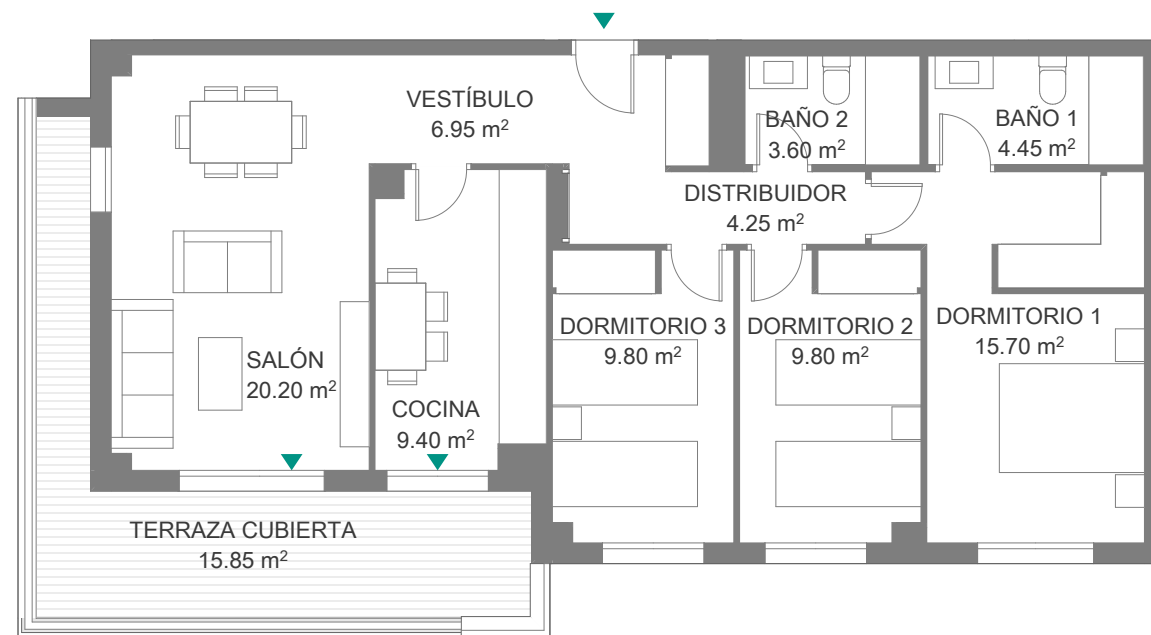 VESTÍBULO
6.95 m²
BAÑO 2
3.60 m²
BAÑO 1
4.45 m²
DISTRIBUIDOR
4.25 m²
DORMITORIO 3
9.80 m²
DORMITORIO 2
9.80 m²
DORMITORIO 1
15.70 m²
SALÓN
20.20 m²
COCINA
9.40 m²
TERRAZA CUBIERTA
15.85 m²